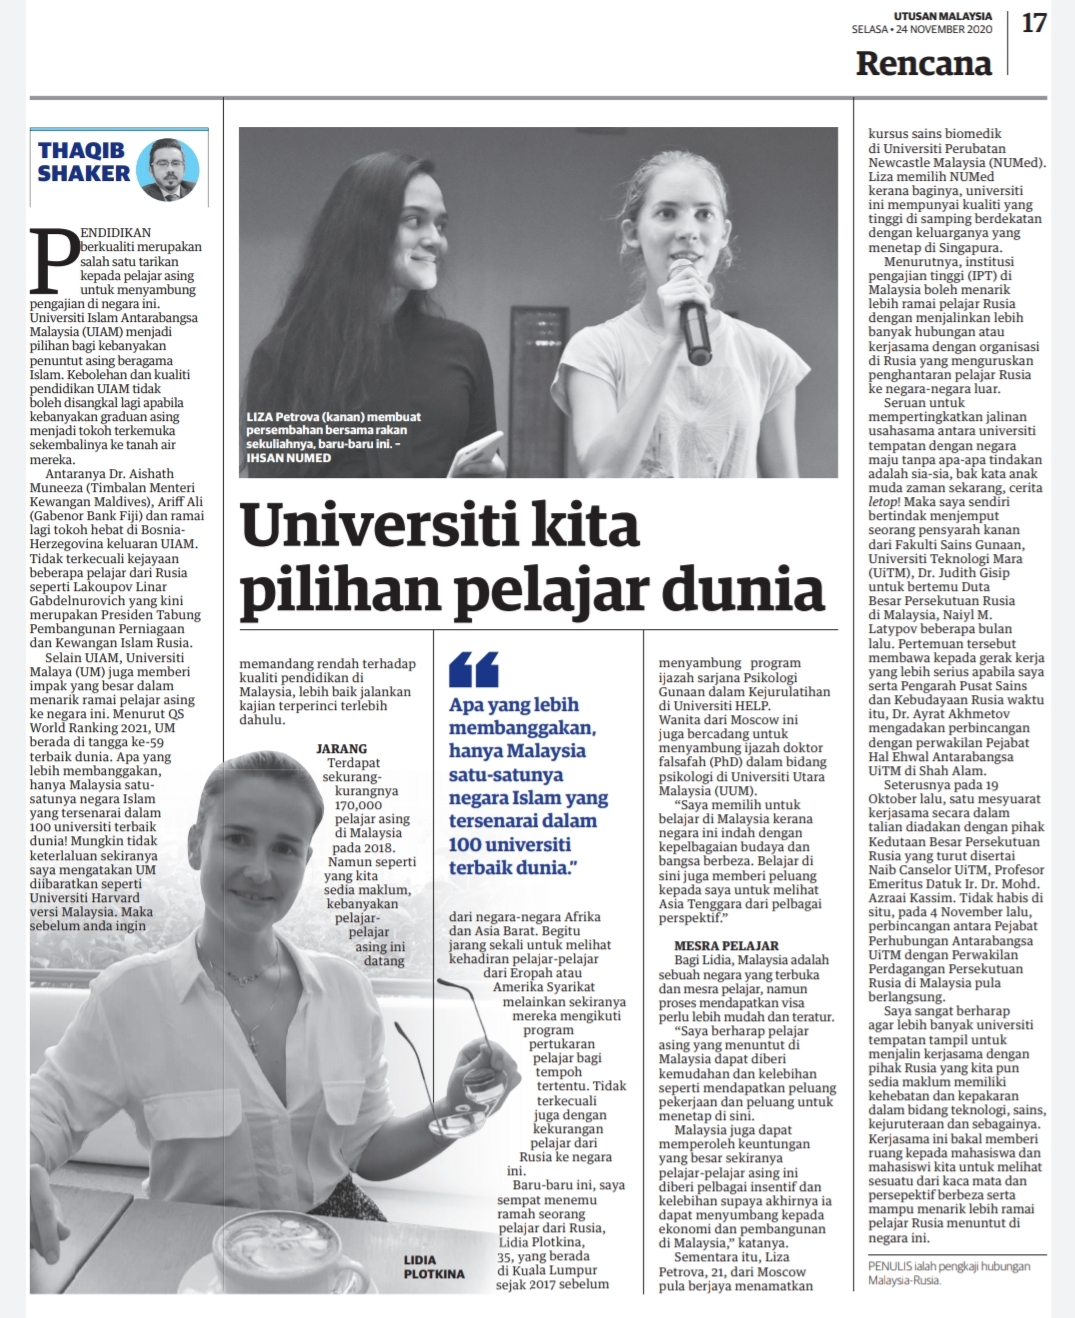 UTUSAN MALAYSIA
SELASA • 24 NOVEMBER 2020
17
Rencana
THAQIB
SHAKER
PENDIDIKAN
berkualiti merupakan
salah satu tarikan
kepada pelajar asing
untuk menyambung
pengajian di negara ini.
Universiti Islam Antarabangsa
Malaysia (UIAM) menjadi
pilihan bagi kebanyakan
penuntut asing beragama
Islam. Kebolehan dan kualiti
pendidikan UIAM tidak
boleh disangkal lagi apabila
kebanyakan graduan asing
menjadi tokoh terkemuka
sekembalinya ke tanah air
mereka.
Antaranya Dr. Aishath
Muneeza (Timbalan Menteri
Kewangan Maldives), Ariff Ali
(Gabenor Bank Fiji) dan ramai
lagi tokoh hebat di Bosnia-
Herzegovina keluaran UIAM.
Tidak terkecuali kejayaan
beberapa pelajar dari Rusia
seperti Lakoupov Linar
Gabdelnurovich yang kini
merupakan Presiden Tabung
Pembangunan Perniagaan
dan Kewangan Islam Rusia.
Selain UIAM, Universiti
Malaya (UM) juga memberi
impak yang besar dalam
menarik ramai pelajar asing
ke negara ini. Menurut QS
World Ranking 2021, UM
berada di tangga ke-59
terbaik dunia. Apa yang
lebih membanggakan,
hanya Malaysia satu-
satunya negara Islam
yang tersenarai dalam
100 universiti terbaik
dunia! Mungkin tidak
keterlaluan sekiranya
saya mengatakan UM
diibaratkan seperti
Universiti Harvard
versi Malaysia. Maka
sebelum anda ingin
LIZA Petrova (kanan) membuat
persembahan bersama rakan
sekuliahnya, baru-baru ini. –
IHSAN NUMED
Universiti kita
pilihan pelajar dunia
memandang rendah terhadap
kualiti pendidikan di
Malaysia, lebih baik jalankan
kajian terperinci terlebih
dahulu.
JARANG
Terdapat
sekurang-
kurangnya
170,000
pelajar asing
di Malaysia
pada 2018.
Namun seperti
yang kita
sedia maklum,
kebanyakan
pelajar-
pelajar
asing ini
datang
LIDIA
PLOTKINA
“
Apa yang lebih
membanggakan,
hanya Malaysia
satu-satunya
negara Islam yang
tersenarai dalam
100 universiti
terbaik dunia.”
dari negara-negara Afrika
dan Asia Barat. Begitu
jarang sekali untuk melihat
kehadiran pelajar-pelajar
dari Eropah atau
Amerika Syarikat
melainkan sekiranya
mereka mengikuti
program
pertukaran
pelajar bagi
tempoh
tertentu. Tidak
terkecuali
juga dengan
kekurangan
pelajar dari
Rusia ke negara
ini.
Baru-baru ini, saya
sempat menemu
ramah seorang
pelajar dari Rusia,
Lidia Plotkina,
35, yang berada
di Kuala Lumpur
sejak 2017 sebelum
menyambung program
ijazah sarjana Psikologi
Gunaan dalam Kejurulatihan
di Universiti HELP.
Wanita dari Moscow ini
juga bercadang untuk
menyambung ijazah doktor
falsafah (PhD) dalam bidang
psikologi di Universiti Utara
Malaysia (UUM).
“Saya memilih untuk
belajar di Malaysia kerana
negara ini indah dengan
kepelbagaian budaya dan
bangsa berbeza. Belajar di
sini juga memberi peluang
kepada saya untuk melihat
Asia Tenggara dari pelbagai
perspektif.”
MESRA PELAJAR
Bagi Lidia, Malaysia adalah
sebuah negara yang terbuka
dan mesra pelajar, namun
proses mendapatkan visa
perlu lebih mudah dan teratur.
“Saya berharap pelajar
asing yang menuntut di
Malaysia dapat diberi
kemudahan dan kelebihan
seperti mendapatkan peluang
pekerjaan dan peluang untuk
menetap di sini.
Malaysia juga dapat
memperoleh keuntungan
yang besar sekiranya
pelajar-pelajar asing ini
diberi pelbagai insentif dan
kelebihan supaya akhirnya ia
dapat menyumbang kepada
ekonomi dan pembangunan
di Malaysia,” katanya.
Sementara itu, Liza
Petrova, 21, dari Moscow
pula berjaya menamatkan
kursus sains biomedik
di Universiti Perubatan
Newcastle Malaysia (NUMed).
Liza memilih NUMed
kerana baginya, universiti
ini mempunyai kualiti yang
tinggi di samping berdekatan
dengan keluarganya yang
menetap di Singapura.
Menurutnya, institusi
pengajian tinggi (IPT) di
Malaysia boleh menarik
lebih ramai pelajar Rusia
dengan menjalinkan lebih
banyak hubungan atau
kerjasama dengan organisasi
di Rusia yang menguruskan
penghantaran pelajar Rusia
ke negara-negara luar.
Seruan untuk
mempertingkatkan jalinan
usahasama antara universiti
tempatan dengan negara
maju tanpa apa-apa tindakan
adalah sia-sia, bak kata anak
muda zaman sekarang, cerita
letop! Maka saya sendiri
bertindak menjemput
seorang pensyarah kanan
dari Fakulti Sains Gunaan,
Universiti Teknologi Mara
(UiTM), Dr. Judith Gisip
untuk bertemu Duta
Besar Persekutuan Rusia
di Malaysia, Naiyl M.
Latypov beberapa bulan
lalu. Pertemuan tersebut
membawa kepada gerak kerja
yang lebih serius apabila saya
serta Pengarah Pusat Sains
dan Kebudayaan Rusia waktu
itu, Dr. Ayrat Akhmetov
mengadakan perbincangan
dengan perwakilan Pejabat
Hal Ehwal Antarabangsa
UiTM di Shah Alam.
Seterusnya pada 19
Oktober lalu, satu mesyuarat
kerjasama secara dalam
talian diadakan dengan pihak
Kedutaan Besar Persekutuan
Rusia yang turut disertai
Naib Canselor UiTM, Profesor
Emeritus Datuk Ir. Dr. Mohd.
Azraai Kassim. Tidak habis di
situ, pada 4 November lalu,
perbincangan antara Pejabat
Perhubungan Antarabangsa
UiTM dengan Perwakilan
Perdagangan Persekutuan
Rusia di Malaysia pula
berlangsung.
Saya sangat berharap
agar lebih banyak universiti
tempatan tampil untuk
menjalin kerjasama dengan
pihak Rusia yang kita pun
sedia maklum memiliki
kehebatan dan kepakaran
dalam bidang teknologi, sains,
kejuruteraan dan sebagainya.
Kerjasama ini bakal memberi
ruang kepada mahasiswa dan
mahasiswi kita untuk melihat
sesuatu dari kaca mata dan
persepektif berbeza serta
mampu menarik lebih ramai
pelajar Rusia menuntut di
negara ini.
PENULIS ialah pengkaji hubungan
Malaysia-Rusia.